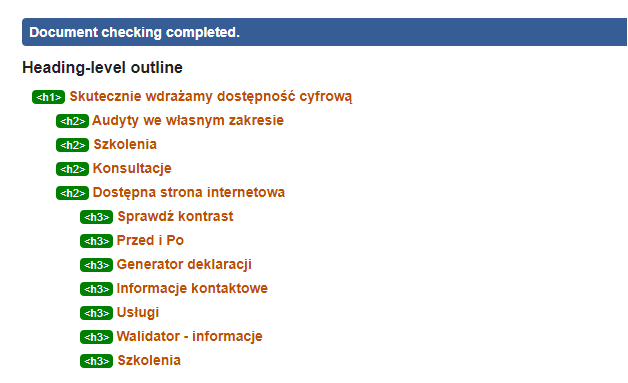 Document checking completed.
Heading-level outline
<h1> Skutecznie wdrażamy dostępność cyfrową
<h2> Audyty we własnym zakresie
<h2> Szkolenia
<h2> Konsultacje
<h2> Dostępna strona internetowa
<h3> Sprawdź kontrast
<h3> Przed i Po
<h3> Generator deklaracji
<h3> Informacje kontaktowe
<h3> Usługi
<h3> Walidator - informacje
<h3> Szkolenia